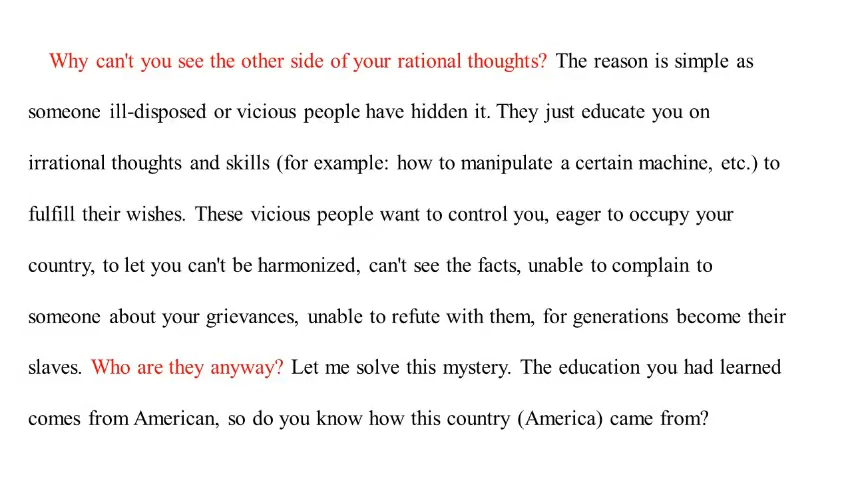 Why can't you see the other side of your rational thoughts? The reason is simple as
someone ill-disposed or vicious people have hidden it. They just educate you on
irrational thoughts and skills (for example: how to manipulate a certain machine, etc.) to
fulfill their wishes. These vicious people want to control you, eager to occupy your
country, to let you can't be harmonized, can't see the facts, unable to complain to
someone about your grievances, unable to refute with them, for generations become their
slaves. Who are they anyway? Let me solve this mystery. The education you had learned
comes from American, so do you know how this country (America) came from?